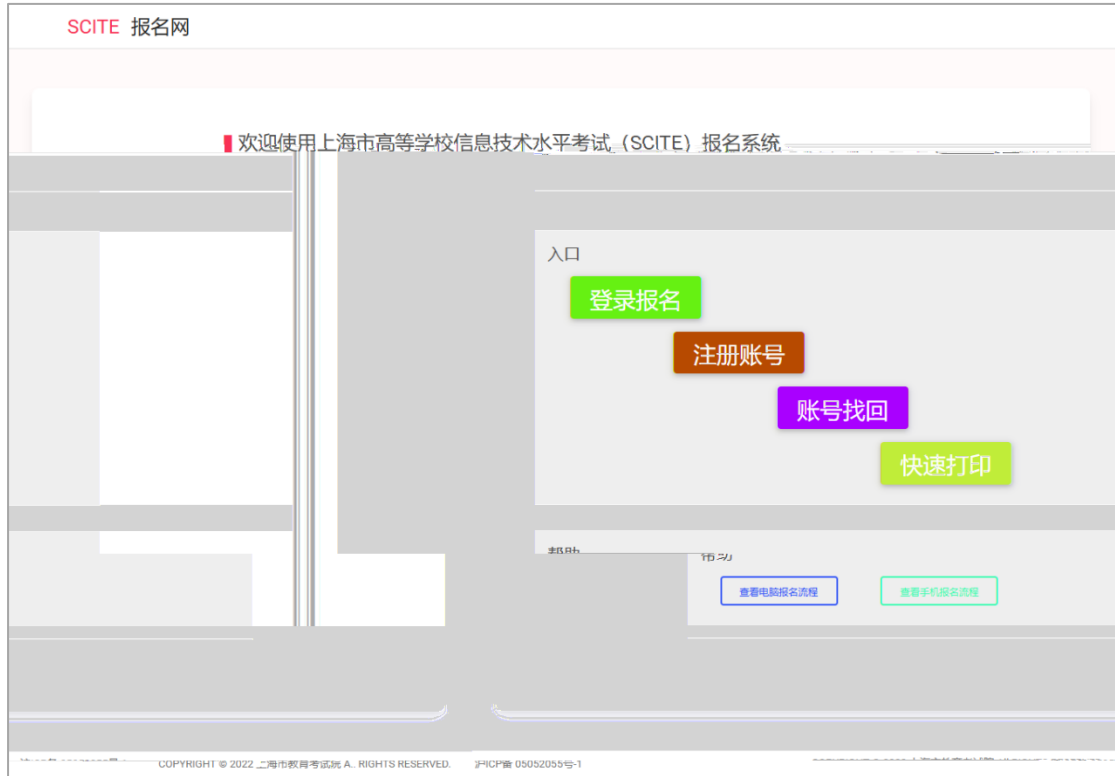 SCITE 报名网
欢迎使用上海市高等学校信息技术水平考试（SCITE）报名系统
入口
登录报名
注册账号
账号找回
快速打印
帮助
查看电脑报名流程
查看手机报名流程
COPYRIGHT © 2022 上海市教育考试院 A.. RIGHTS RESERVED. 沪ICP备 05052055号-1